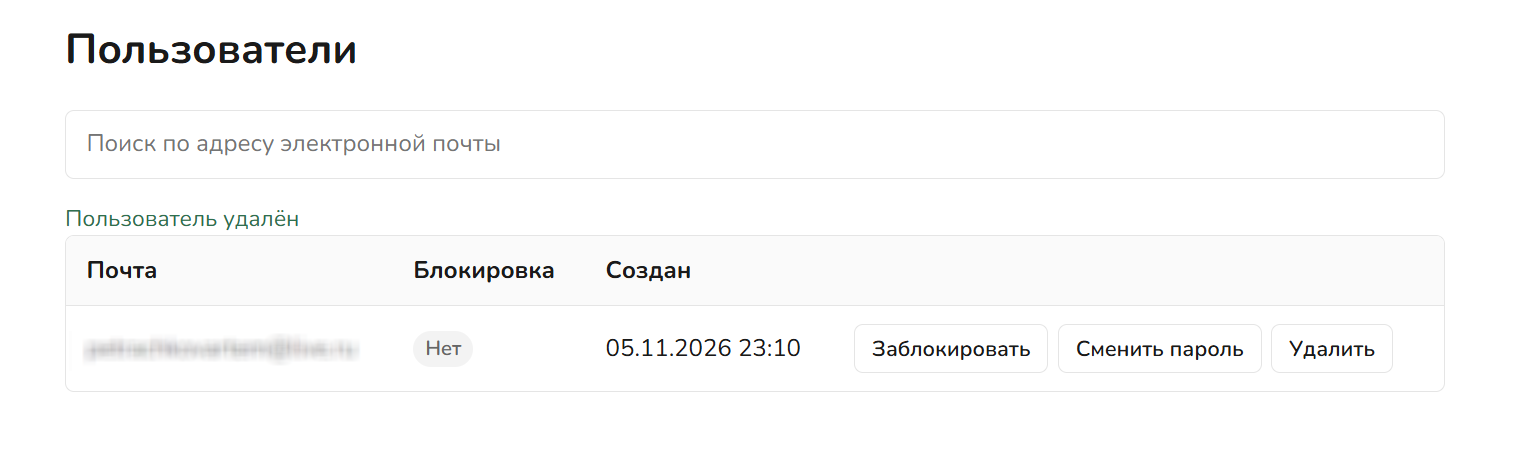 Пользователи
Поиск по адресу электронной почты
Пользователь удалён
Почта Блокировка Создан
Нет 05.11.2026 23:10 Заблокировать Сменить пароль Удалить